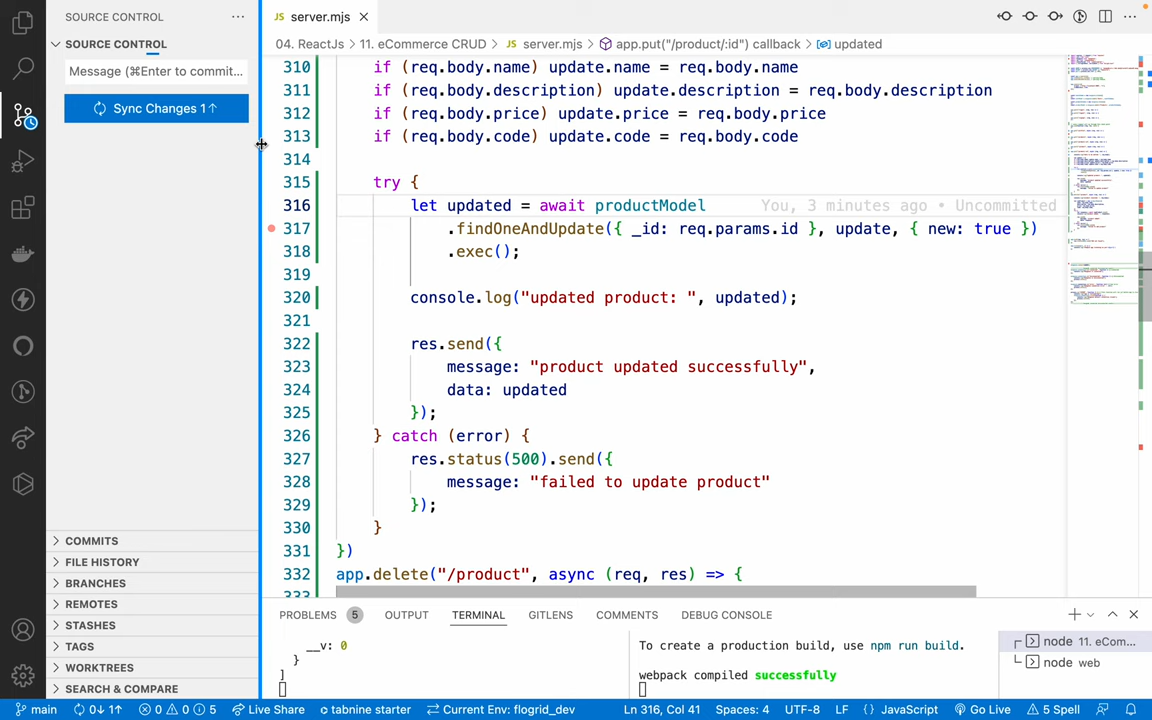 SOURCE CONTROL
server.mjs
04. ReactJs > 11. eCommerce CRUD > JS server.mjs > app.put("/product/:id") callback > updated
SOURCE CONTROL
Message (⌘Enter to commit...
Sync Changes 1↑
310 if (req.body.name) update.name = req.body.name
311 if (req.body.description) update.description = req.body.description
312 if (req.body.price) update.price = req.body.price
313 if (req.body.code) update.code = req.body.code
314
315 try {
316 let updated = await productModel You, 3 minutes ago • Uncommitted
317 .findOneAndUpdate({ _id: req.params.id }, update, { new: true })
318 .exec();
319
320 console.log("updated product: ", updated);
321
322 res.send({
323 message: "product updated successfully",
324 data: updated
325 });
326 } catch (error) {
327 res.status(500).send({
328 message: "failed to update product"
329 });
330 }
331 })
332 app.delete("/product", async (req, res) => {
COMMITS
FILE HISTORY
BRANCHES
REMOTES
STASHES
TAGS
WORKTREES
SEARCH & COMPARE
PROBLEMS 5 OUTPUT TERMINAL GITLENS COMMENTS DEBUG CONSOLE
__v: 0
}
]
To create a production build, use npm run build.
webpack compiled successfully
node 11. eCom...
node web
main 0↓ 1↑ 0 0 5 Live Share tabnine starter Current Env: flogrid_dev Ln 316, Col 41 Spaces: 4 UTF-8 LF {} JavaScript Go Live 5 Spell